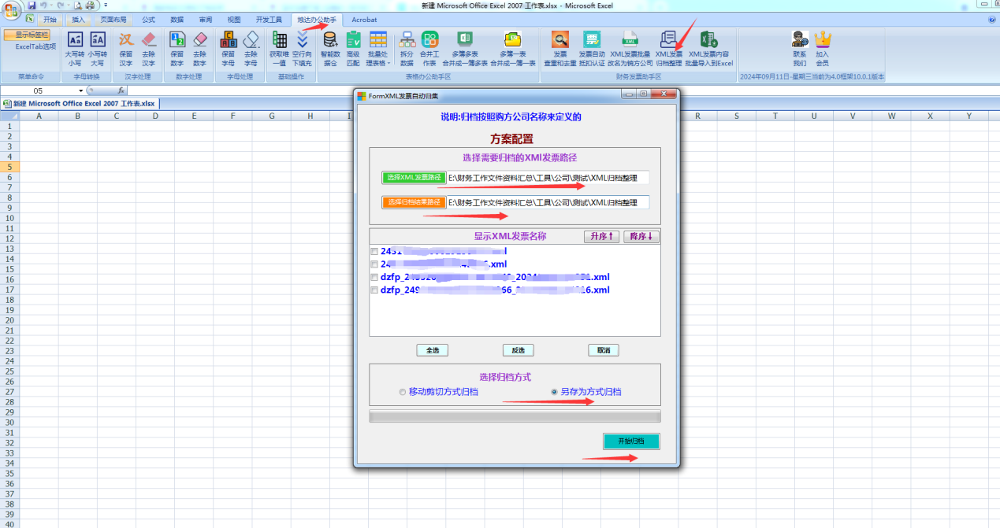 新建 Microsoft Office Excel 2007 工作表.xlsx - Microsoft Excel
开始 插入 页面布局 公式 数据 审阅 视图 开发工具 烛达办公助手 Acrobat
显示标签栏
ExcelTab选项
大写转小写 小写转大写
保留汉字 去除汉字
保留数字 去除数字
保留字母 去除字母
获取唯一值 空行向下填充
智能数据仓 高级匹配 批量处理表格 拆分数据 合并工作表 多簿多表合并成一簿多表 多簿一表合并成一簿一表
发票查重和去重 发票自动抵扣认证 XML发票批量改名为销方公司 XML发票归档整理 XML发票内容批量导入到Excel
联系我们 加入会员
菜单命令 字母转换 汉字处理 数字处理 字母处理 基础操作 表格办公助手区 财务发票助手区 2024年09月11日-星期三当前为4.0框架10.0.1版本
O5 fx
新建 Microsoft Office Excel 2007 工作表.xlsx
A B C D E F G H I R S T U V W X Y
1
2
3
4
5
6
7
8
9
10
11
12
13
14
15
16
17
18
19
20
21
22
23
24
25
26
27
28
29
30
31
32
33
34
35
36
37
38
39
40
FormXML发票自动归集
说明:归档按照购方公司名称来定义的
方案配置
选择需要归档的XMl发票路径
选择XML发票路径 E:\财务工作文件资料汇总\工具\公司\测试\XML归档整理
选择归档结果路径 E:\财务工作文件资料汇总\工具\公司\测试\XML归档整理
显示XML发票名称 升序↑ 降序↓
全选 反选 取消
选择归档方式
移动剪切方式归档 另存为方式归档
开始归档